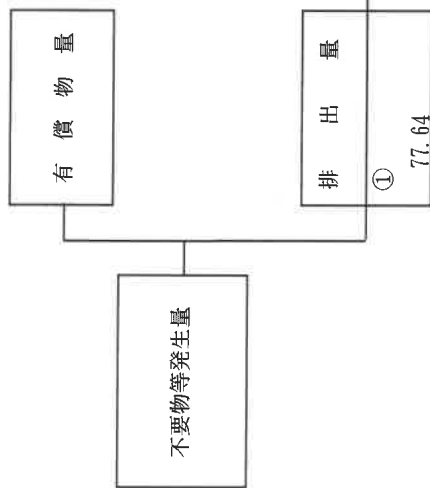 不要物等発生量
有償物量
排出量
①
77.64